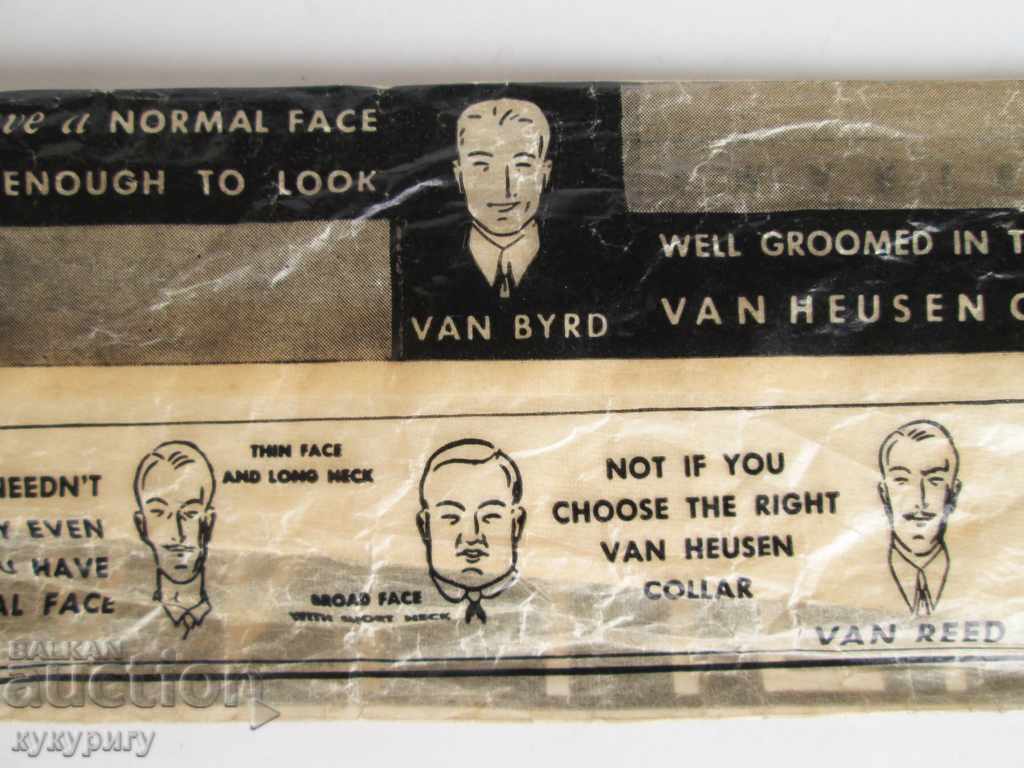 ve a NORMAL FACE
ENOUGH TO LOOK
VAN BYRD
WELL GROOMED IN T
VAN HEUSEN C
NEEDN'T
Y EVEN
HAVE
AL FACE
THIN FACE
AND LONG NECK
BROAD FACE
WITH SHORT NECK
NOT IF YOU
CHOOSE THE RIGHT
VAN HEUSEN
COLLAR
VAN REED
BALKAN
auction
кукуригу